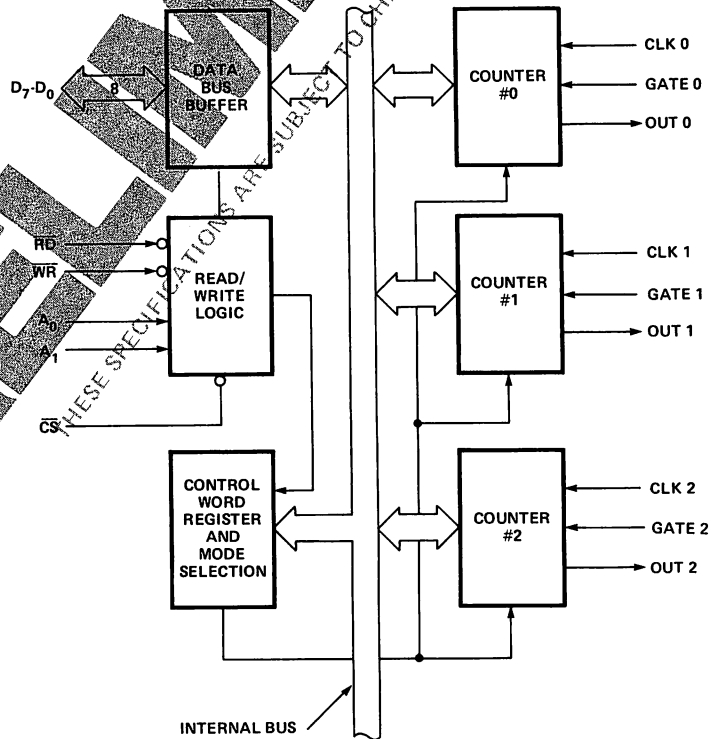 D7-D0
8
DATA
BUS
BUFFER
COUNTER
#0
CLK 0
GATE 0
OUT 0
RD
WR
A0
A1
CS
READ/
WRITE
LOGIC
COUNTER
#1
CLK 1
GATE 1
OUT 1
CONTROL
WORD
REGISTER
AND
MODE
SELECTION
COUNTER
#2
CLK 2
GATE 2
OUT 2
INTERNAL BUS
THESE SPECIFICATIONS ARE SUBJECT TO